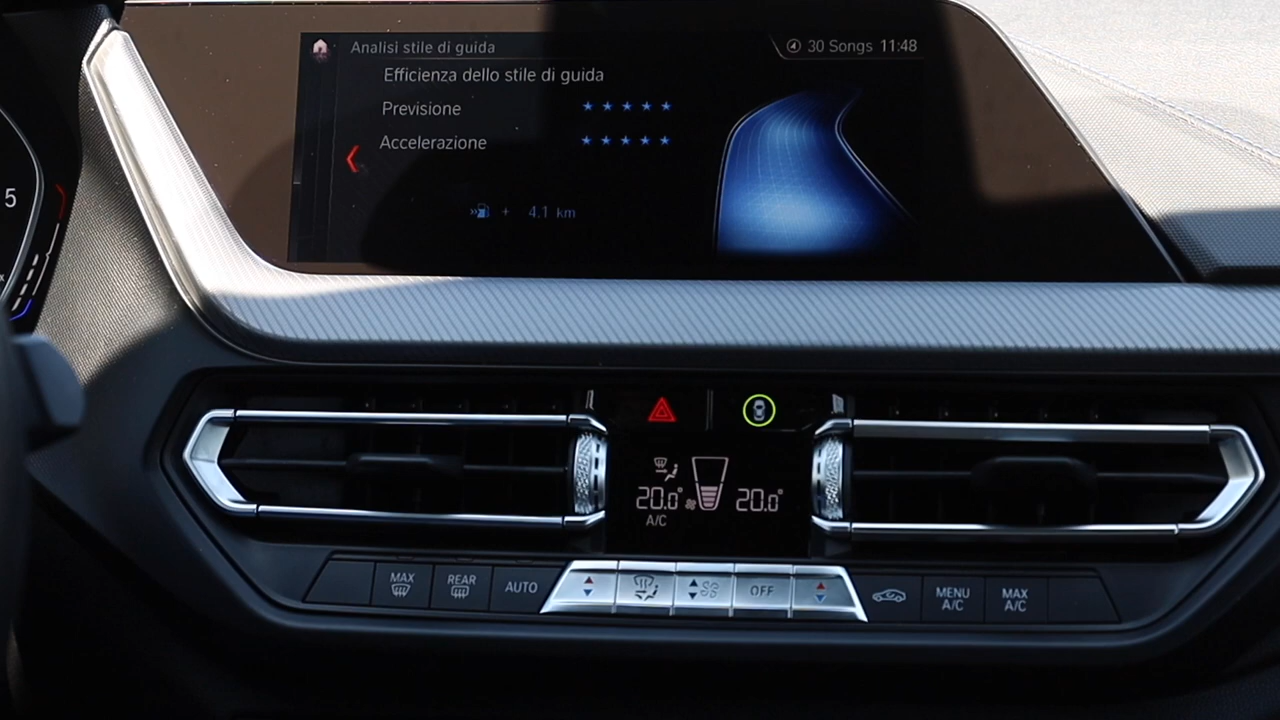 Analisi stile di guida
30 Songs 11:48
Efficienza dello stile di guida
Previsione
Accelerazione
+ 4.1 km
5
20.0° 20.0°
A/C
MAX
REAR
AUTO
OFF
MENU A/C
MAX A/C